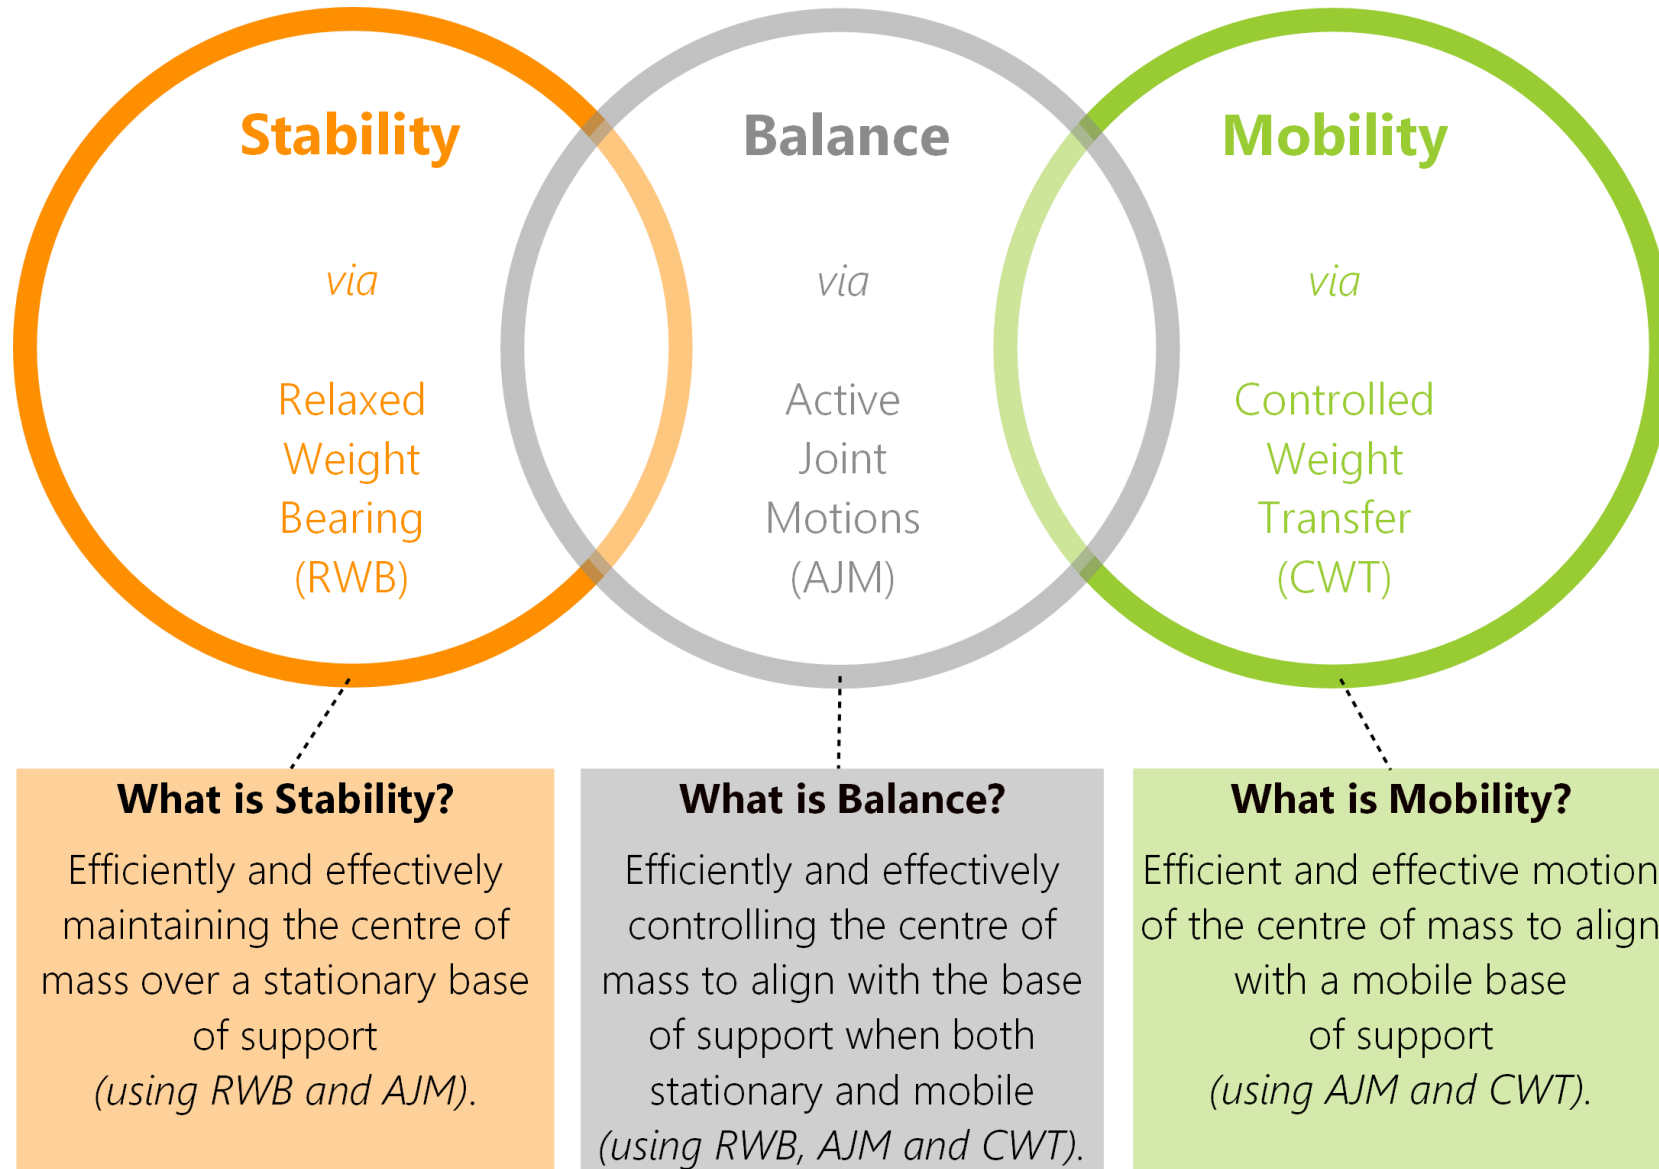 Stability
via
Relaxed
Weight
Bearing
(RWB)
Balance
via
Active
Joint
Motions
(AJM)
Mobility
via
Controlled
Weight
Transfer
(CWT)
What is Stability?
Efficiently and effectively
maintaining the centre of
mass over a stationary base
of support
(using RWB and AJM).
What is Balance?
Efficiently and effectively
controlling the centre of
mass to align with the base
of support when both
stationary and mobile
(using RWB, AJM and CWT).
What is Mobility?
Efficient and effective motion
of the centre of mass to align
with a mobile base
of support
(using AJM and CWT).